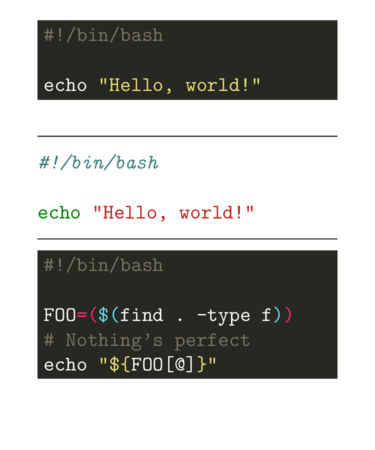 #!/bin/bash
echo "Hello, world!"
#!/bin/bash
echo "Hello, world!"
#!/bin/bash
FOO=($(find . -type f))
# Nothing's perfect
echo "${FOO[@]}"